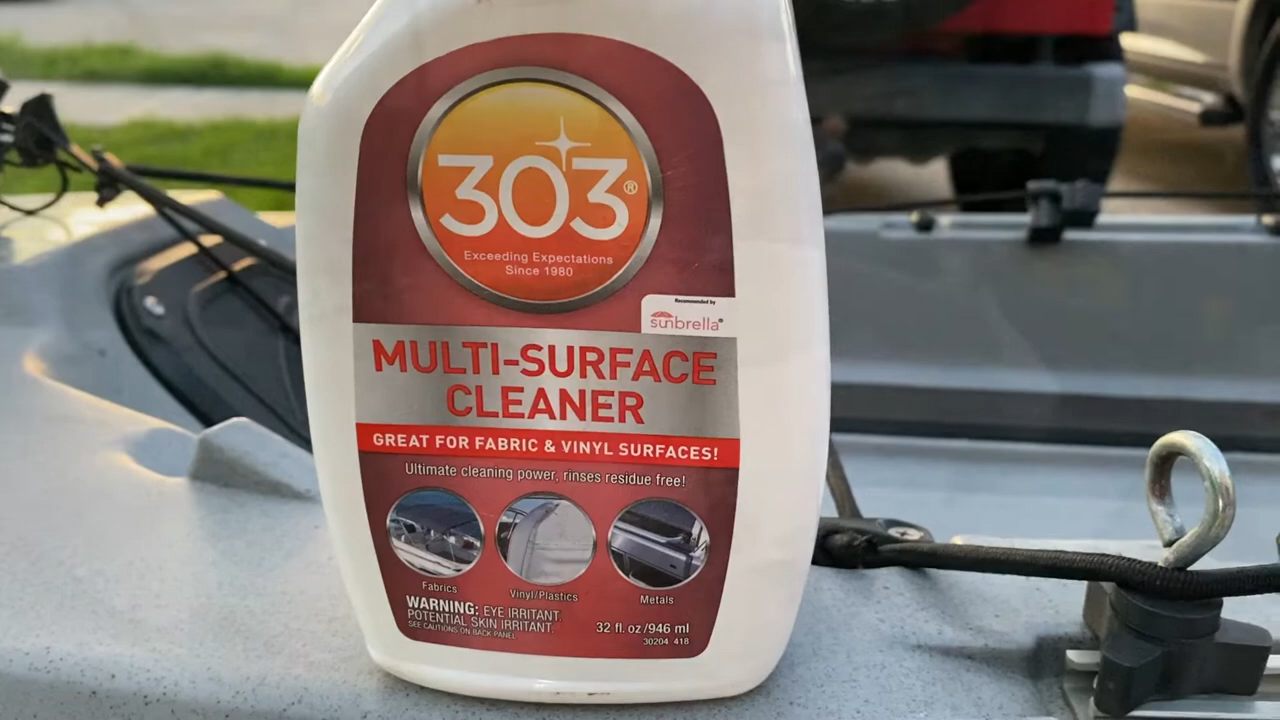 303®
Exceeding Expectations
Since 1980
Recommended by
sunbrella®
MULTI-SURFACE
CLEANER
GREAT FOR FABRIC & VINYL SURFACES!
Ultimate cleaning power, rinses residue free!
Fabrics
Vinyl/Plastics
Metals
WARNING: EYE IRRITANT.
POTENTIAL SKIN IRRITANT.
SEE CAUTIONS ON BACK PANEL
32 fl. oz/946 ml
30204 418